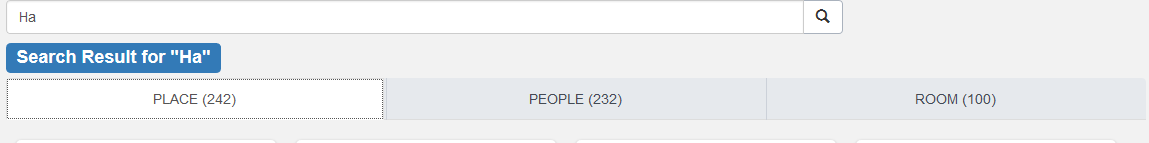 Ha
Search Result for "Ha"
PLACE (242) PEOPLE (232) ROOM (100)